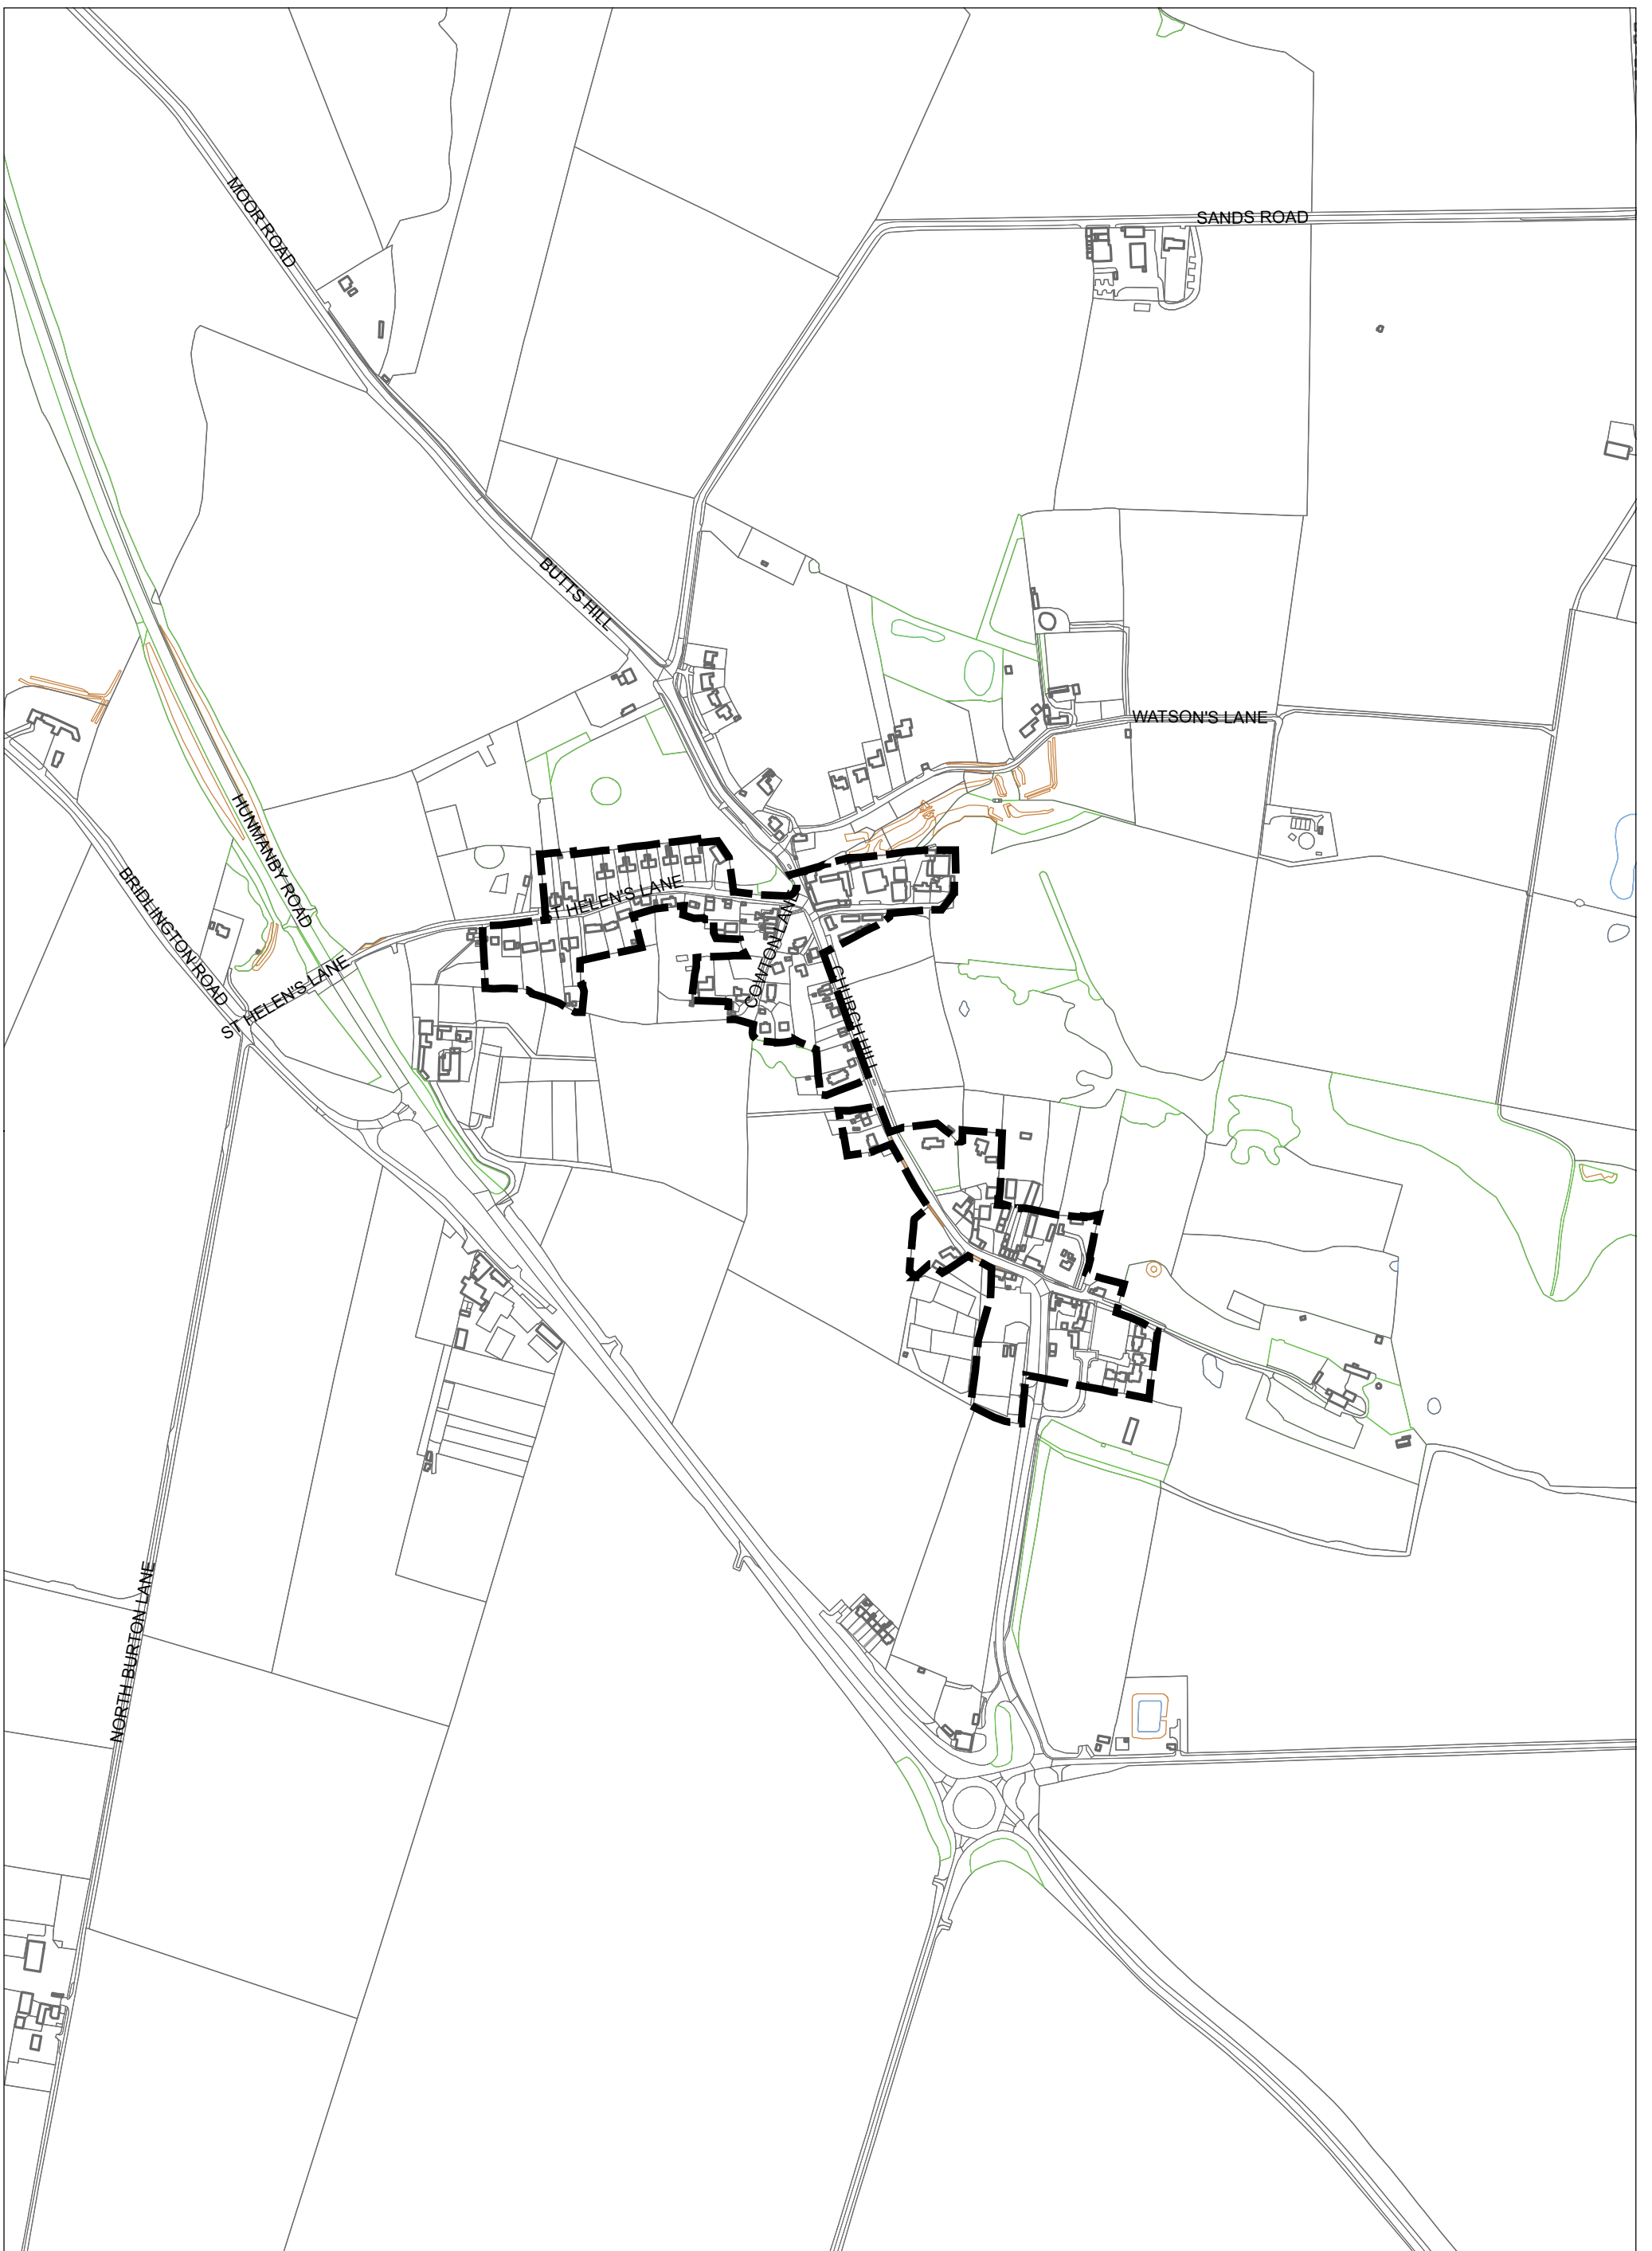 SANDS ROAD
MOOR ROAD
BUTTS HILL
WATSON'S LANE
HUNMANBY ROAD
BRIDLINGTON ROAD
ST HELEN'S LANE
T HELEN'S LANE
COWTON LANE
CHURCH HILL
NORTH BURTON LANE